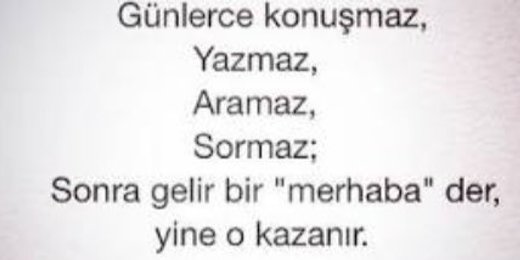 Günlerce konuşmaz,
Yazmaz,
Aramaz,
Sormaz;
Sonra gelir bir "merhaba" der,
yine o kazanır.